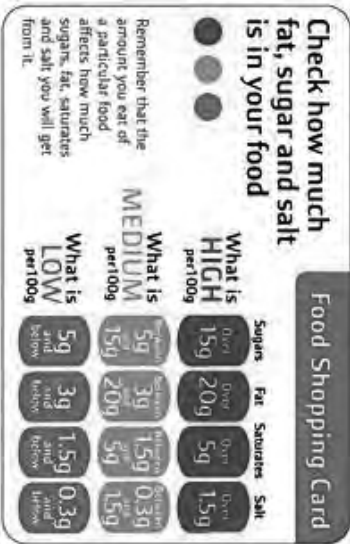 Check how much
fat, sugar and salt
is in your food
Remember that the
amount you eat of
a particular food
affects how much
sugars, fat, saturates
and salt you will get
from it.
Food Shopping Card
Sugars Fat Saturates Salt
What is
HIGH
per100g
Over
15g
Over
20g
Over
5g
Over
1.5g
What is
MEDIUM
per100g
Between
5g
and
15g
Between
3g
and
20g
Between
1.5g
and
5g
Between
0.3g
and
1.5g
What is
LOW
per100g
5g
and
below
3g
and
below
1.5g
and
below
0.3g
and
below